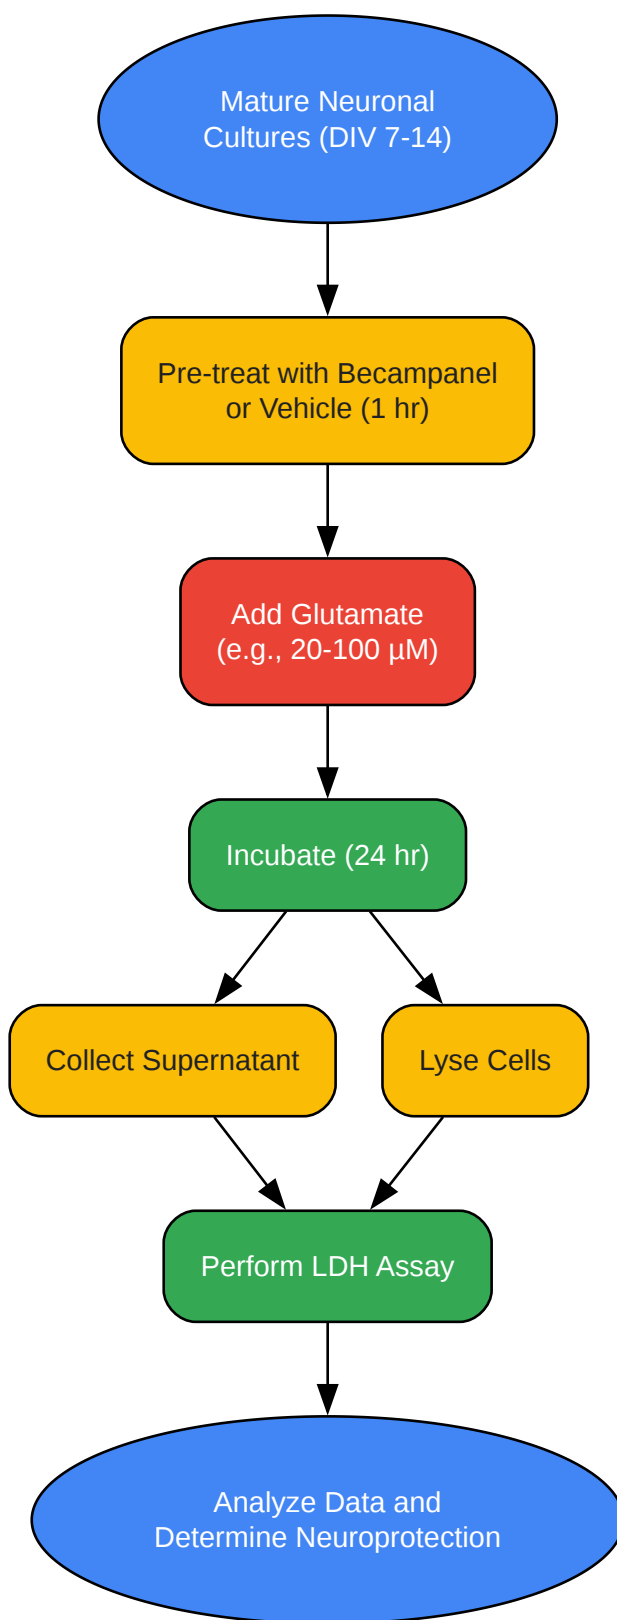 Mature Neuronal
Cultures (DIV 7-14)
Pre-treat with Becampanel
or Vehicle (1 hr)
Add Glutamate
(e.g., 20-100 µM)
Incubate (24 hr)
Collect Supernatant
Lyse Cells
Perform LDH Assay
Analyze Data and
Determine Neuroprotection